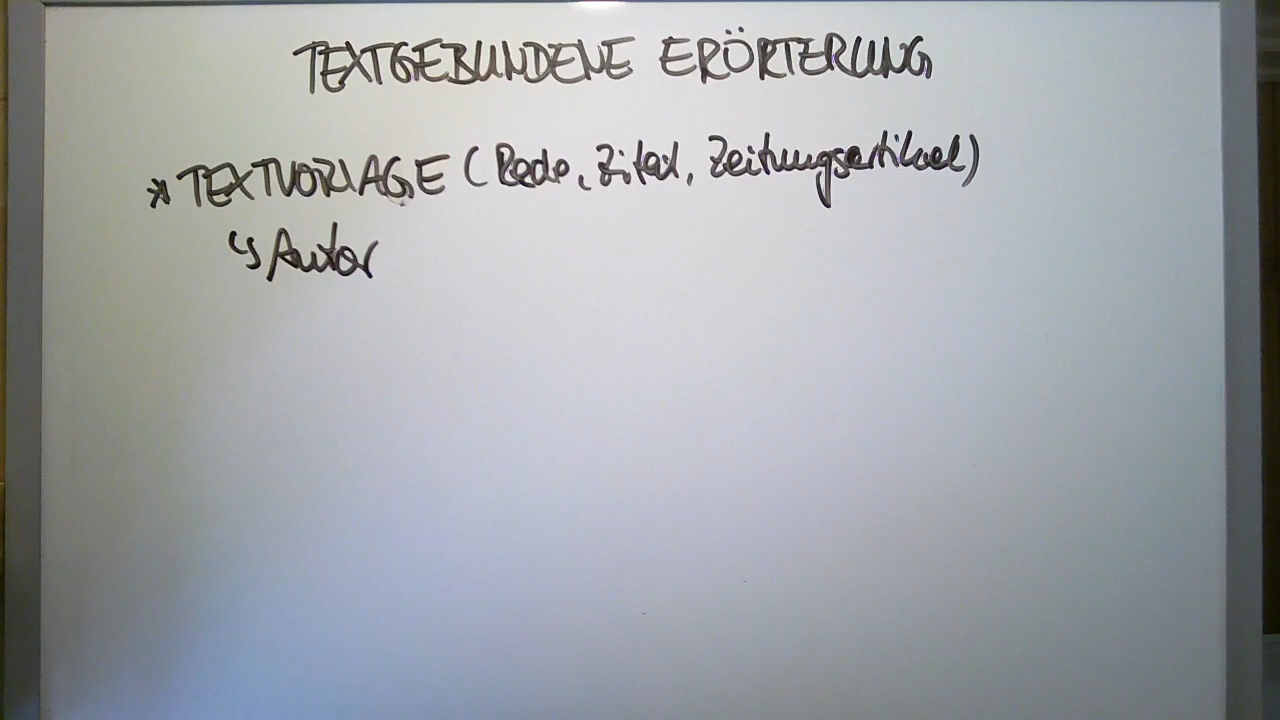 TEXTGEBUNDENE ERÖRTERUNG
* TEXTVORLAGE (Rede, Zitat, Zeitungsartikel)
↳ Autor